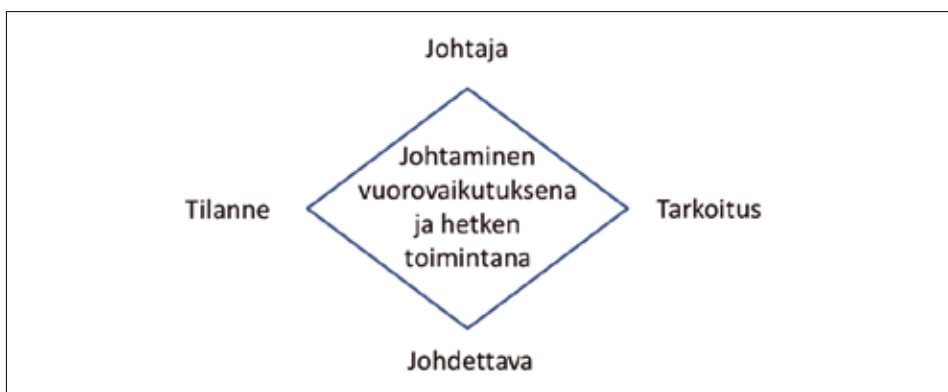 Johtaja
Johtaminen
vuorovaikutuksena
Tilanne
Tarkoitus
ja hetken
toimintana
Johdettava